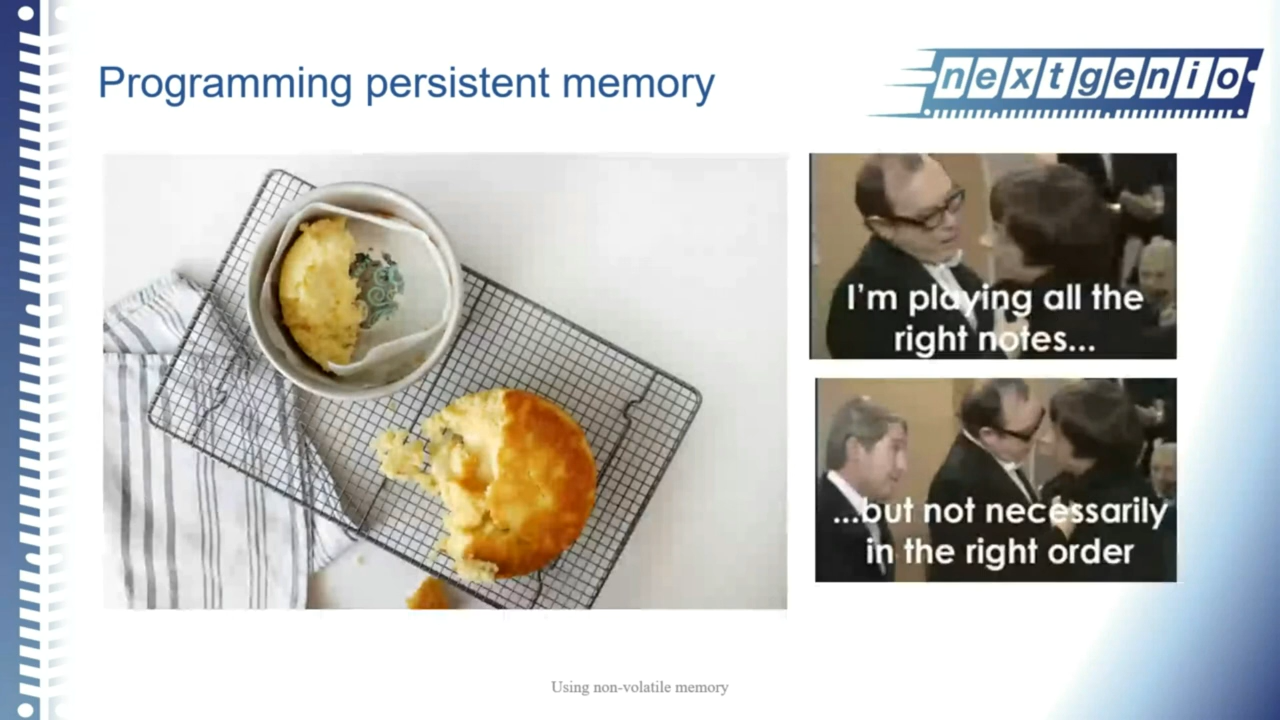 Programming persistent memory
nextgenio
I'm playing all the
right notes...
...but not necessarily
in the right order
Using non-volatile memory